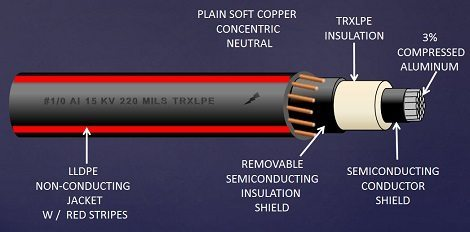 PLAIN SOFT COPPER
CONCENTRIC
NEUTRAL
TRXLPE
INSULATION
3%
COMPRESSED
ALUMINUM
#1/0 Al 15 KV 220 MILS TRXLPE
LLDPE
NON-CONDUCTING
JACKET
W / RED STRIPES
REMOVABLE
SEMICONDUCTING
INSULATION
SHIELD
SEMICONDUCTING
CONDUCTOR
SHIELD